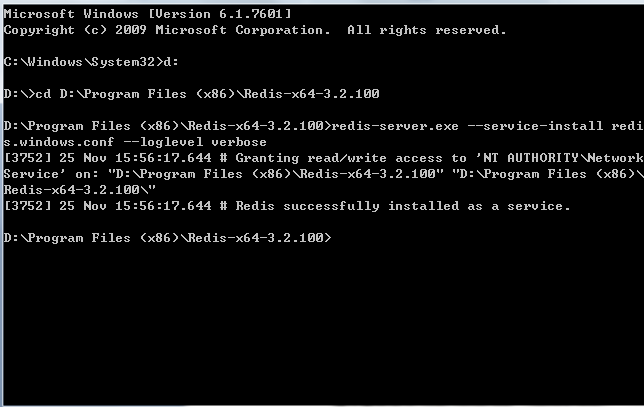 Microsoft Windows [Version 6.1.7601]
Copyright (c) 2009 Microsoft Corporation.  All rights reserved.
C:\Windows\System32>d:
D:\>cd D:\Program Files (x86)\Redis-x64-3.2.100
D:\Program Files (x86)\Redis-x64-3.2.100>redis-server.exe --service-install redi
s.windows.conf --loglevel verbose
[3752] 25 Nov 15:56:17.644 # Granting read/write access to 'NT AUTHORITY\Network
Service' on: "D:\Program Files (x86)\Redis-x64-3.2.100" "D:\Program Files (x86)\
Redis-x64-3.2.100\"
[3752] 25 Nov 15:56:17.644 # Redis successfully installed as a service.
D:\Program Files (x86)\Redis-x64-3.2.100>